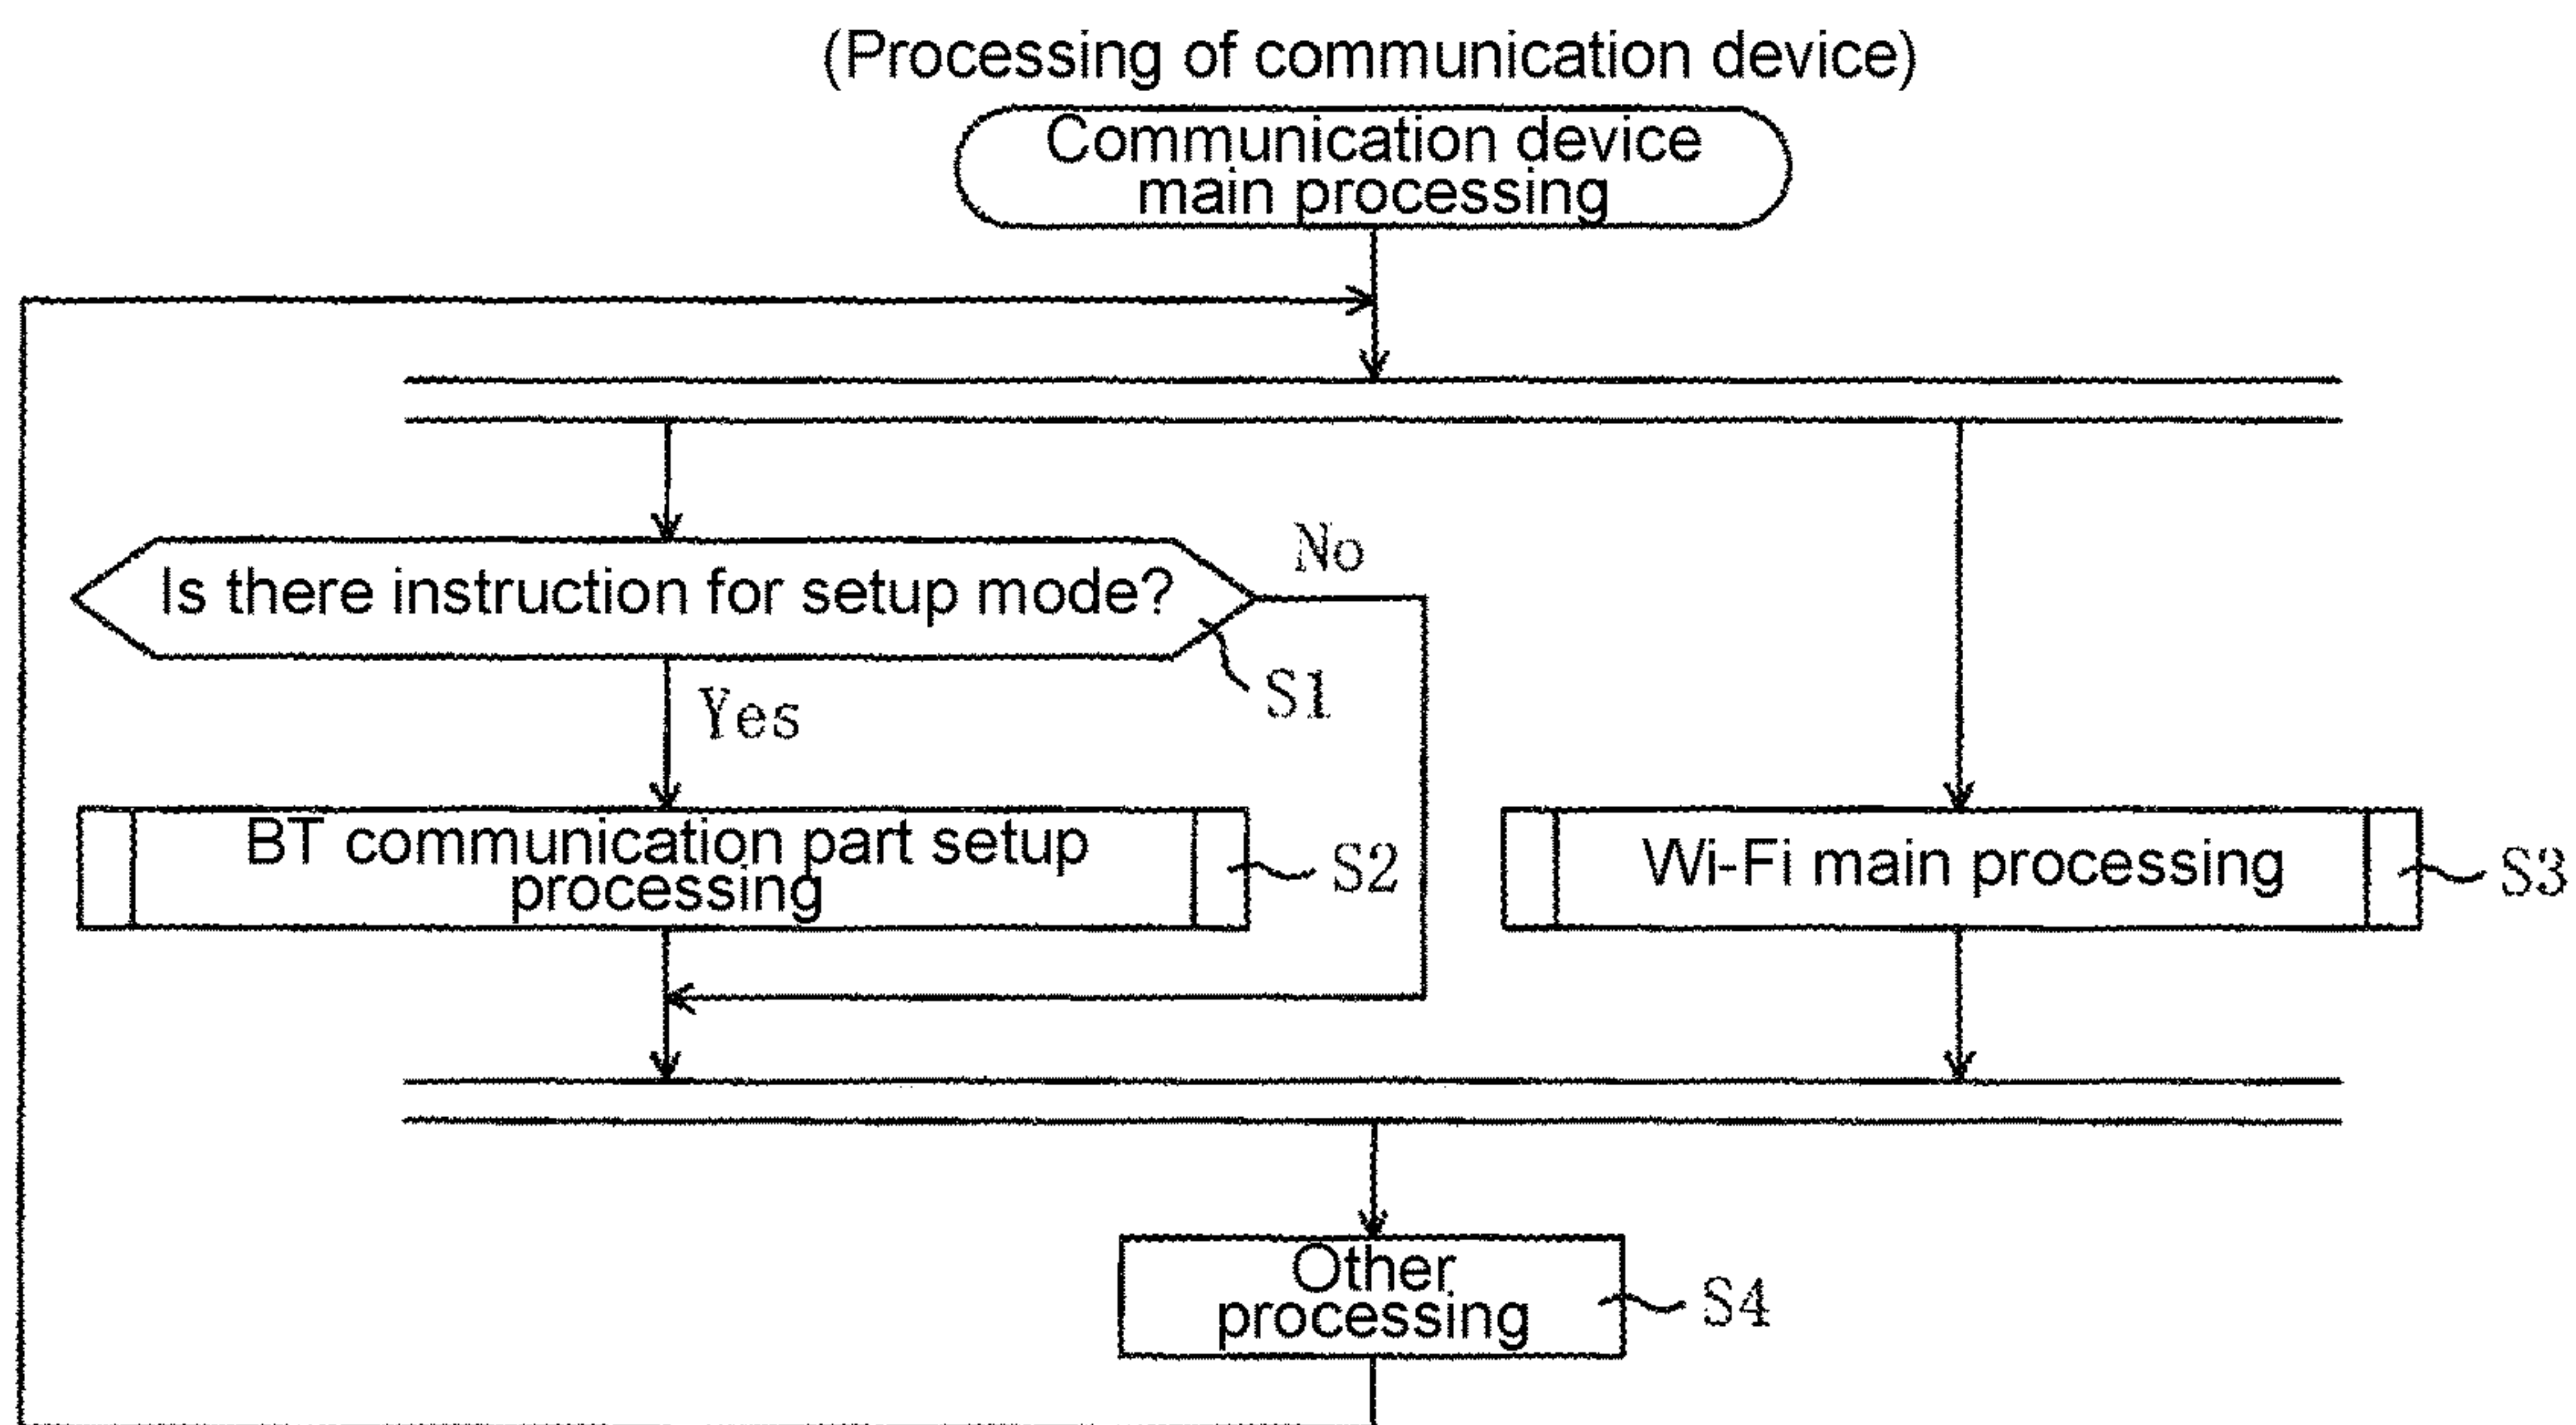 (Processing of communication device)
Communication device
main processing
Is there instruction for setup mode?
No
S1
Yes
BT communication part setup
processing
S2
Wi-Fi main processing
S3
Other
processing
S4